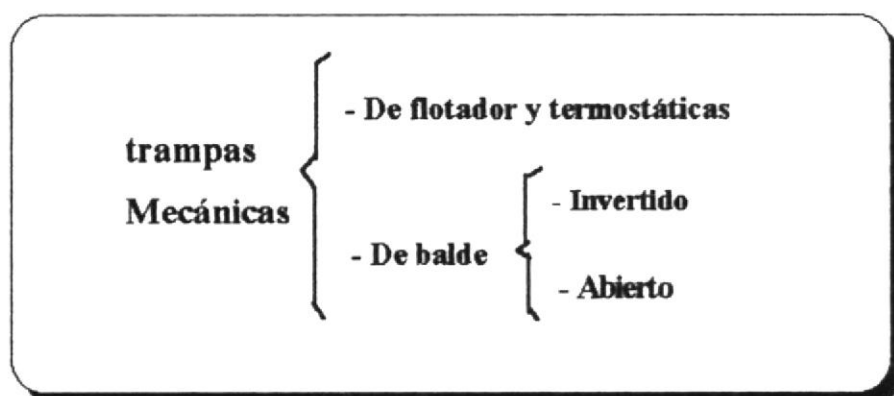 - De flotador y termostáticas
trampas
Mecánicas
- Invertido
- De balde
- Abierto